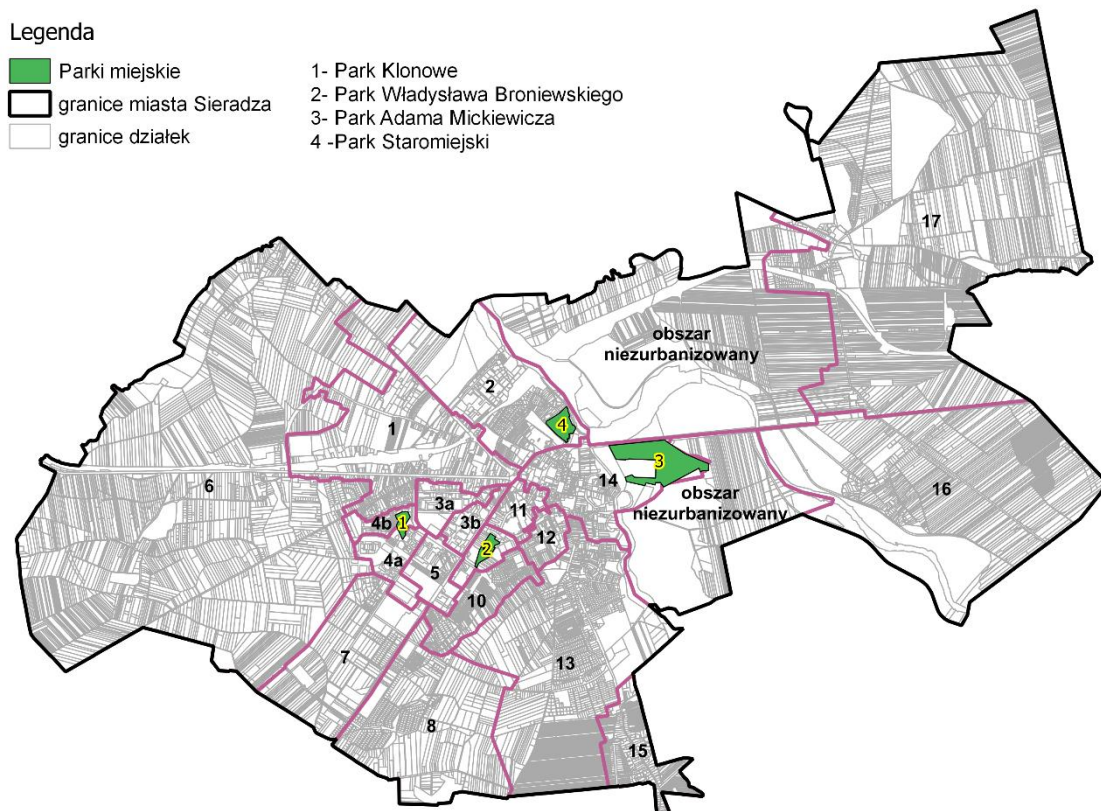 Legenda
Parki miejskie
granice miasta Sieradza
granice działek
1- Park Klonowe
2- Park Władysława Broniewskiego
3- Park Adama Mickiewicza
4 -Park Staromiejski
17
obszar
niezurbanizowany
2
4
1
3
6
14
16
obszar
niezurbanizowany
3a
11
4b
1
3b
12
2
4a
5
10
7
13
8
15